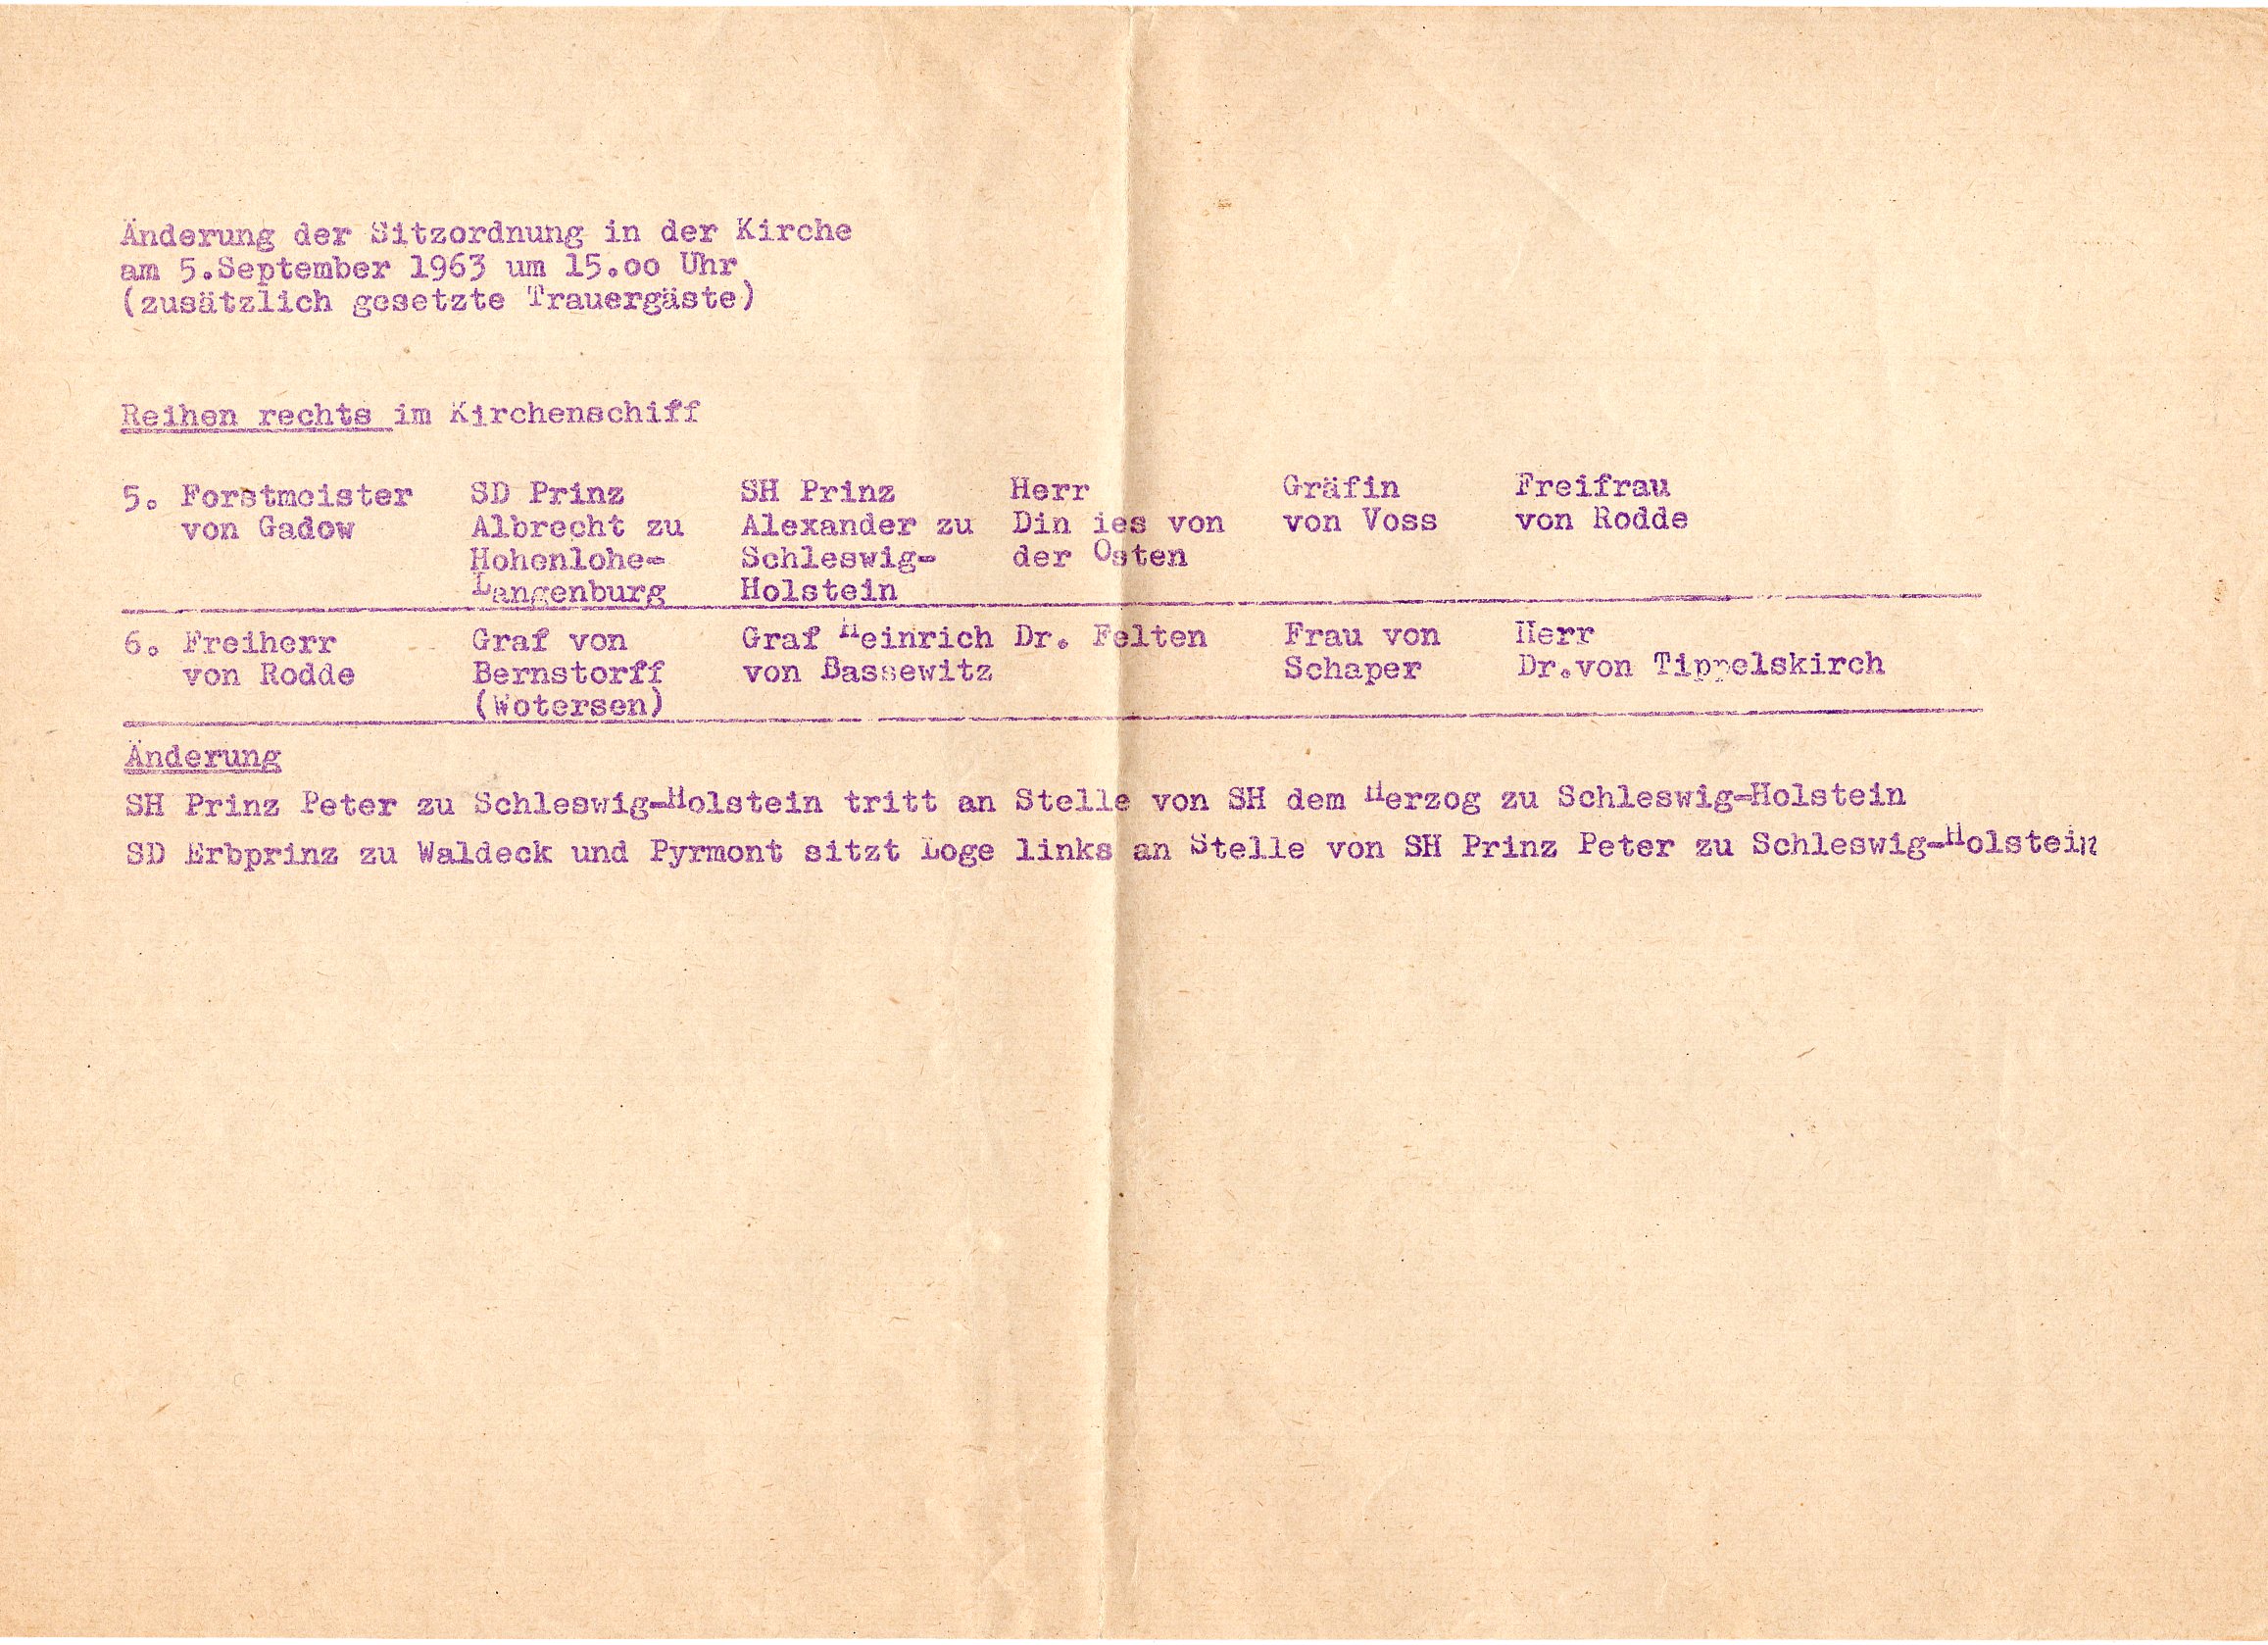 Änderung der Sitzordnung in der Kirche
am 5.September 1963 um 15.oo Uhr
(zusätzlich gesetzte Trauergäste)
Reihen rechts im Kirchenschiff
5. Forstmeister SD Prinz SH Prinz Herr Gräfin Freifrau
von Gadow Albrecht zu Alexander zu Din ies von von Voss von Rodde
Hohenlohe- Schleswig- der Osten
Langenburg Holstein
6. Freiherr Graf von Graf Heinrich Dr. Felten Frau von Herr
von Rodde Bernstorff von Bassewitz Schaper Dr.von Tippelskirch
(Wotersen)
Änderung
SH Prinz Peter zu Schleswig-Holstein tritt an Stelle von SH dem Herzog zu Schleswig-Holstein
SD Erbprinz zu Waldeck und Pyrmont sitzt Loge links an Stelle von SH Prinz Peter zu Schleswig-Holstein